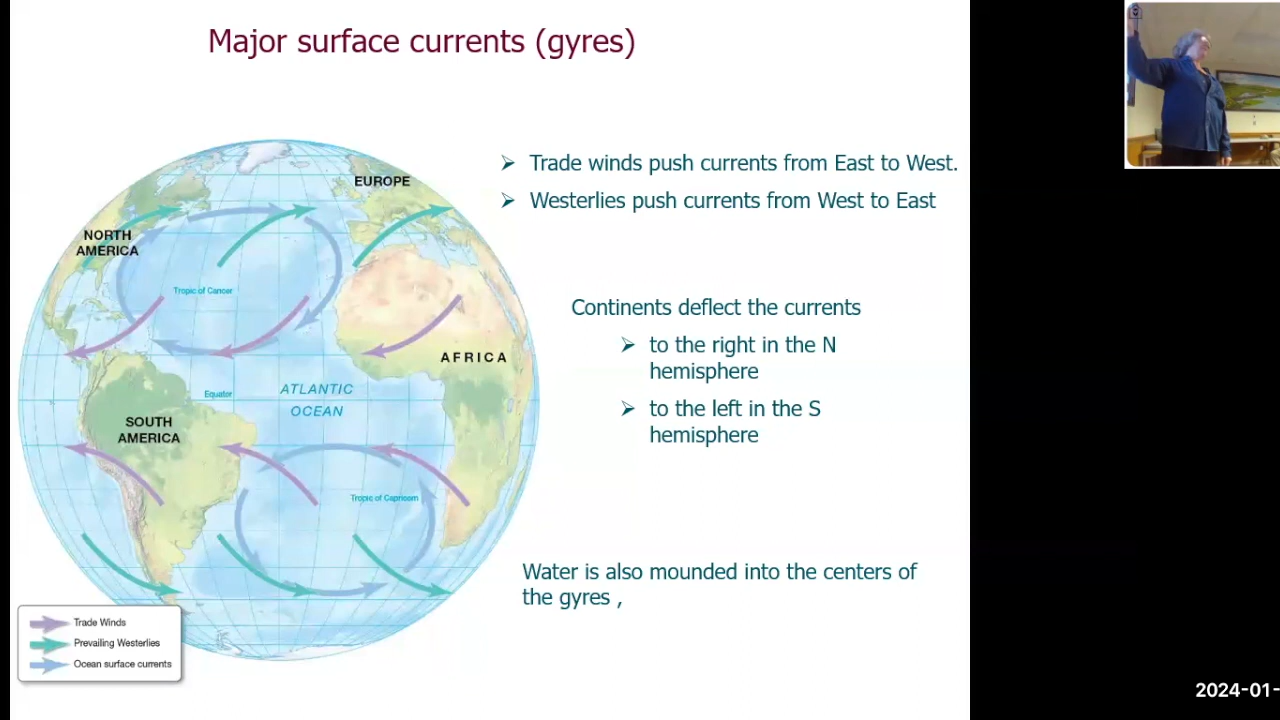 Major surface currents (gyres)
Trade winds push currents from East to West.
Westerlies push currents from West to East
Continents deflect the currents
to the right in the N
hemisphere
to the left in the S
hemisphere
Water is also mounded into the centers of
the gyres ,
EUROPE
NORTH
AMERICA
Tropic of Cancer
AFRICA
Equator
ATLANTIC
OCEAN
SOUTH
AMERICA
Tropic of Capricorn
Trade Winds
Prevailing Westerlies
Ocean surface currents
2024-01-